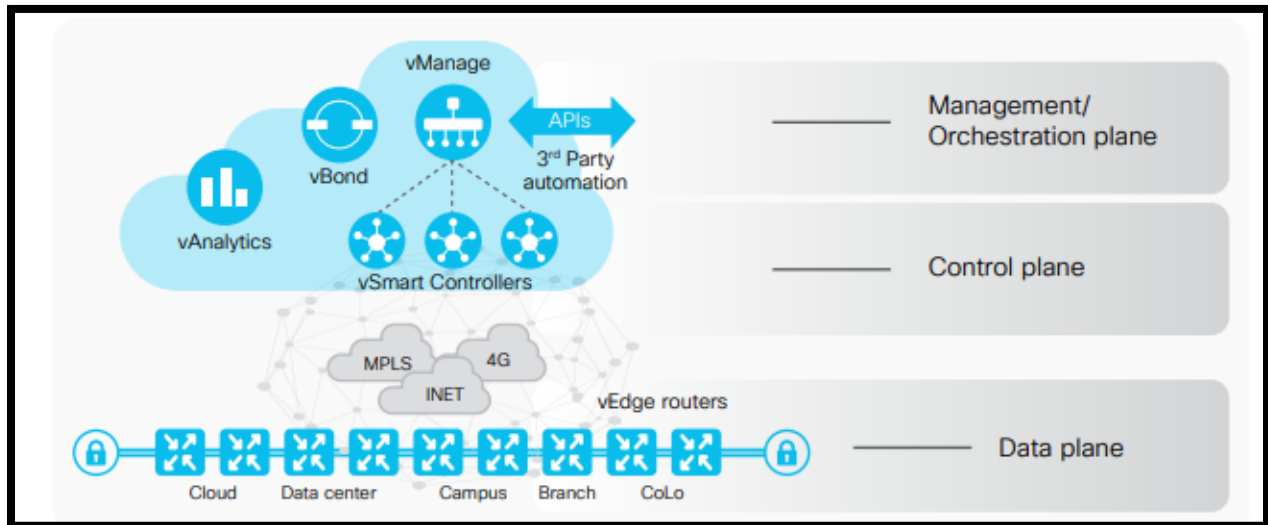 vManage
APIs
3rd Party
automation
vBond
vAnalytics
vSmart Controllers
Management/
Orchestration plane
Control plane
MPLS
4G
INET
vEdge routers
Cloud
Data center
Campus
Branch
CoLo
Data plane